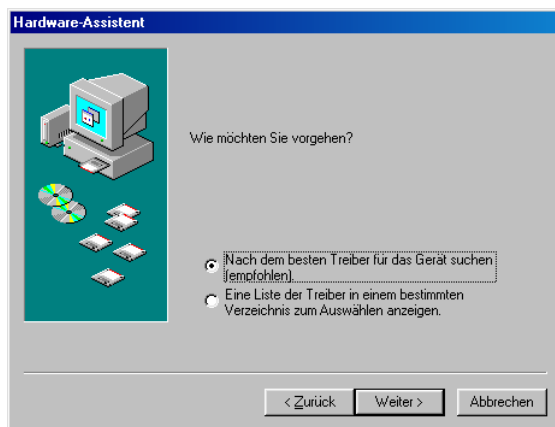 Hardware-Assistent
Wie möchten Sie vorgehen?
Nach dem besten Treiber für das Gerät suchen
(empfohlen).
Eine Liste der Treiber in einem bestimmten
Verzeichnis zum Auswählen anzeigen.
< Zurück Weiter > Abbrechen